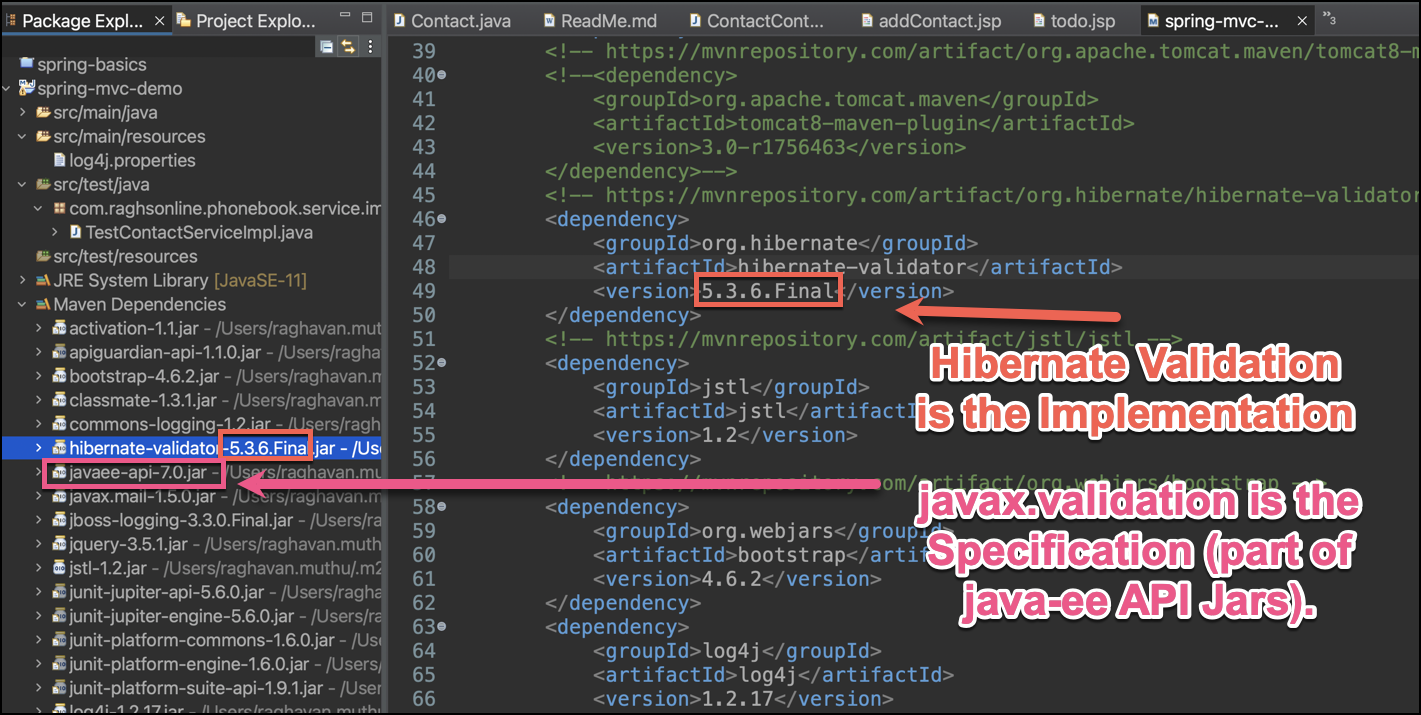 Package Expl...
Project Explo...
spring-basics
spring-mvc-demo
src/main/java
src/main/resources
log4j.properties
src/test/java
com.raghsonline.phonebook.service.im
TestContactServiceImpl.java
src/test/resources
JRE System Library [JavaSE-11]
Maven Dependencies
activation-1.1.jar - /Users/raghavan.muthu
apiguardian-api-1.1.0.jar - /Users/ragha
bootstrap-4.6.2.jar - /Users/raghavan.m
classmate-1.3.1.jar - /Users/raghavan.m
commons-logging-1.2.jar - /Users/ragha
hibernate-validator-5.3.6.Final.jar - /Use
javaee-api-7.0.jar - /Users/raghavan.mu
javax.mail-1.5.0.jar - /Users/raghavan.m
jboss-logging-3.3.0.Final.jar - /Users/ra
jquery-3.5.1.jar - /Users/raghavan.muth
jstl-1.2.jar - /Users/raghavan.muthu/.m2
junit-jupiter-api-5.6.0.jar - /Users/ragha
junit-jupiter-engine-5.6.0.jar - /Users/ra
junit-platform-commons-1.6.0.jar - /Use
junit-platform-engine-1.6.0.jar - /Users/
junit-platform-suite-api-1.9.1.jar - /User
log4j-1.2.17.jar - /Users/raghavan.muthu
Contact.java
ReadMe.md
ContactCont...
addContact.jsp
todo.jsp
spring-mvc-...
3
39 <!-- https://mvnrepository.com/artifact/org.apache.tomcat.maven/tomcat8-m
40 <!--<dependency>
41 <groupId>org.apache.tomcat.maven</groupId>
42 <artifactId>tomcat8-maven-plugin</artifactId>
43 <version>3.0-r1756463</version>
44 </dependency>-->
45 <!-- https://mvnrepository.com/artifact/org.hibernate/hibernate-validator
46 <dependency>
47 <groupId>org.hibernate</groupId>
48 <artifactId>hibernate-validator</artifactId>
49 <version>5.3.6.Final</version>
50 </dependency>
51 <!-- https://mvnrepository.com/artifact/jstl/jstl -->
52 <dependency>
53 <groupId>jstl</groupId>
54 <artifactId>jstl</artifactI
55 <version>1.2</version>
56 </dependency>
57 <!-- https://mvnrepository.com/artifact/org.webjars/bootstrap
58 <dependency>
59 <groupId>org.webjars</groupI
60 <artifactId>bootstrap</artif
61 <version>4.6.2</version>
62 </dependency>
63 <dependency>
64 <groupId>log4j</groupId>
65 <artifactId>log4j</artifactId>
66 <version>1.2.17</version>
Hibernate Validation
is the Implementation
javax.validation is the
Specification (part of
java-ee API Jars).